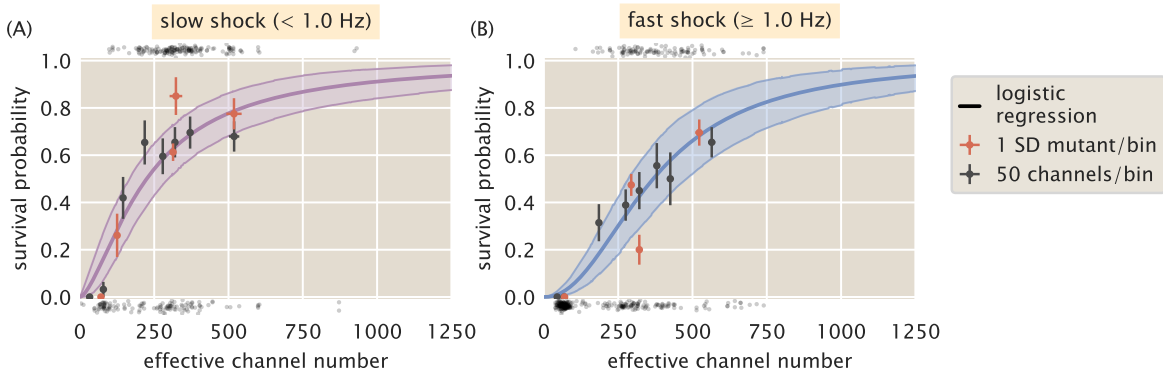 (A)
slow shock (< 1.0 Hz)
survival probability
1.0
0.8
0.6
0.4
0.2
0.0
0 250 500 750 1000 1250
effective channel number
(B)
fast shock (≥ 1.0 Hz)
survival probability
1.0
0.8
0.6
0.4
0.2
0.0
0 250 500 750 1000 1250
effective channel number
logistic
regression
1 SD mutant/bin
50 channels/bin